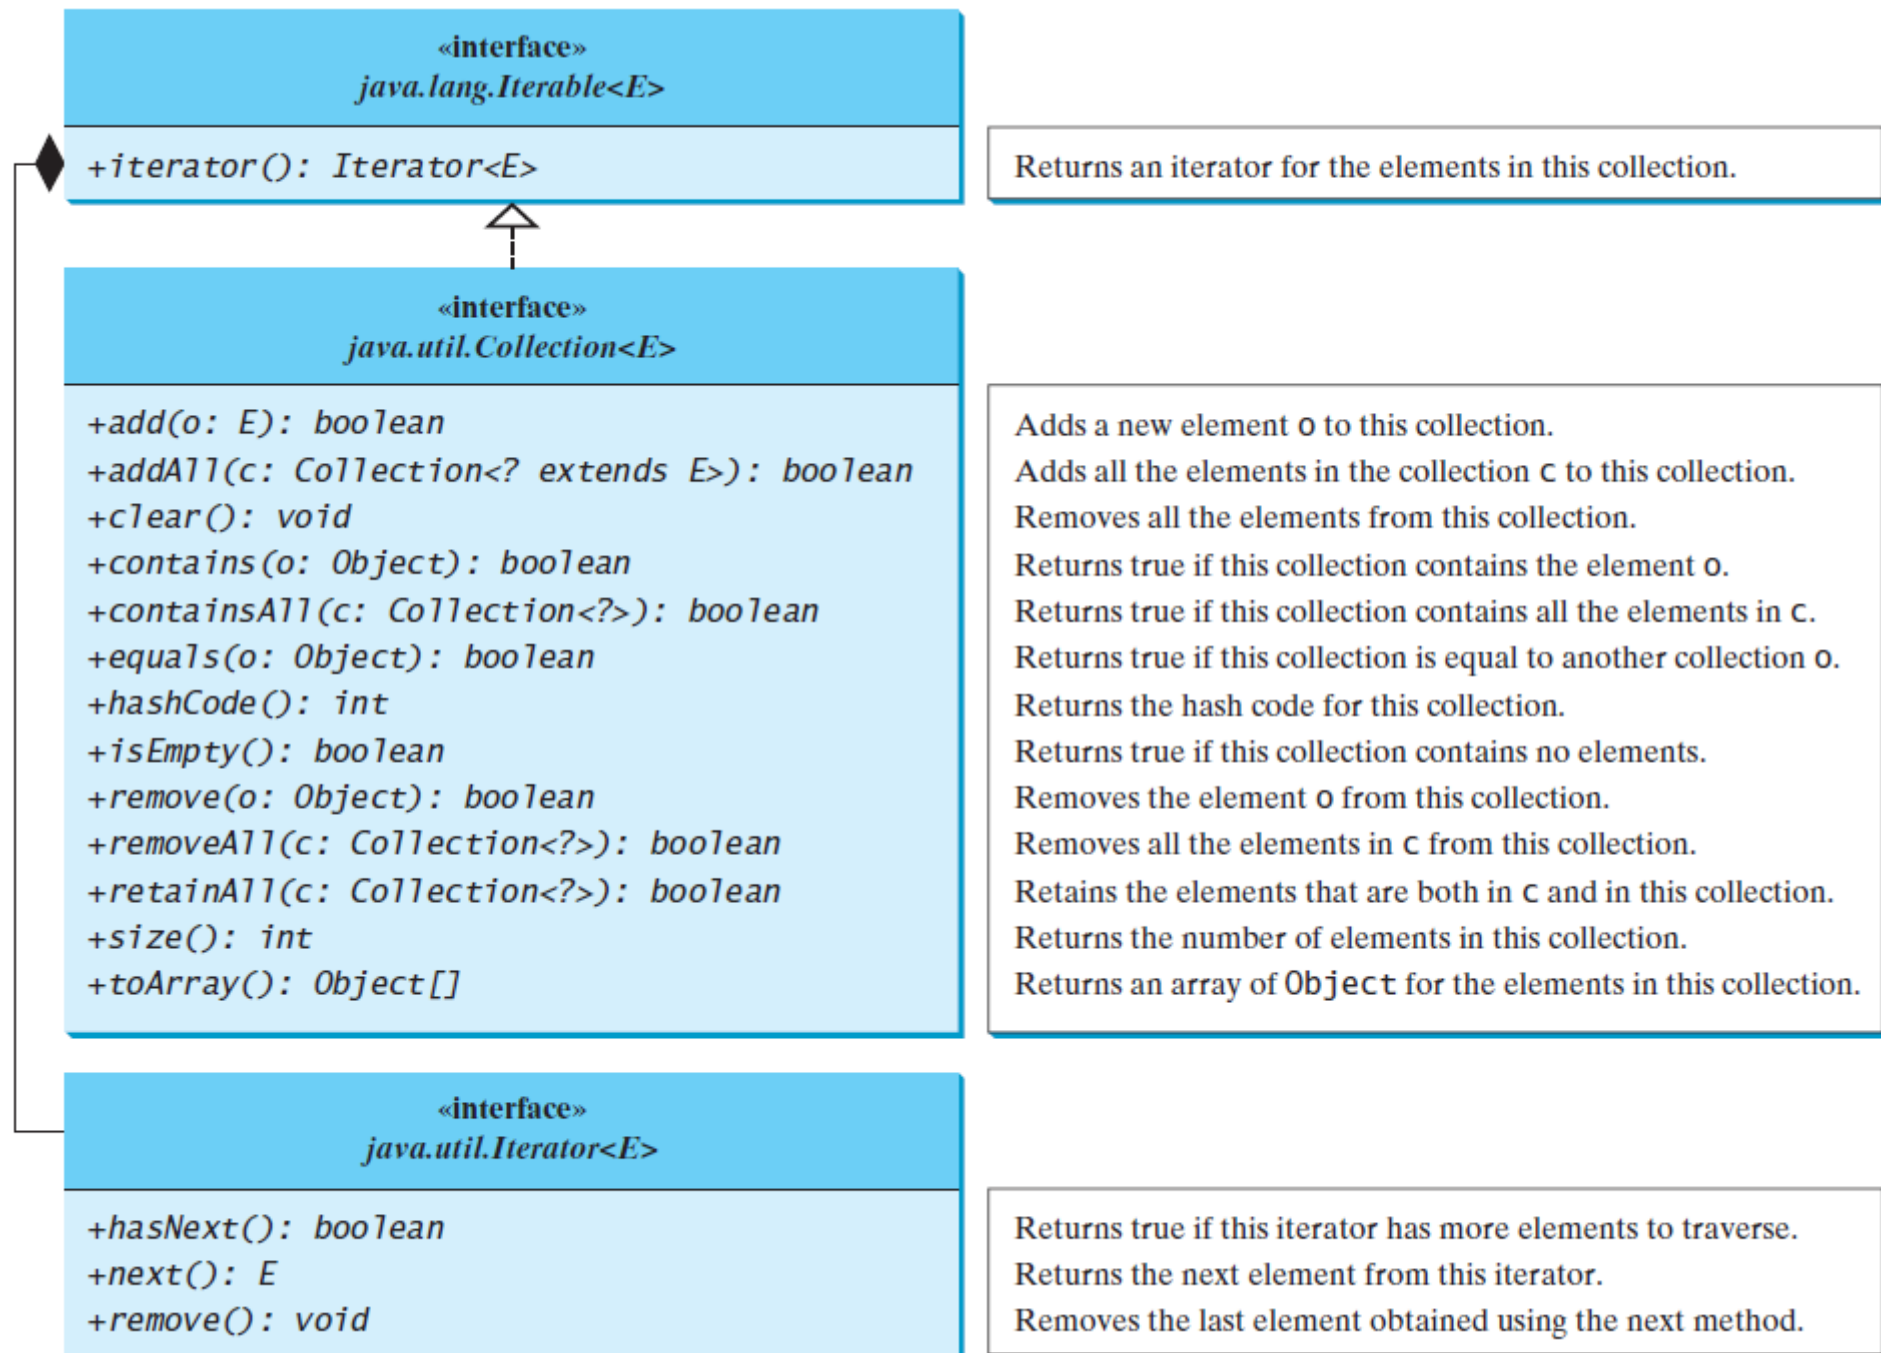 «interface»
java.lang.Iterable<E>
+iterator(): Iterator<E>
Returns an iterator for the elements in this collection.
«interface»
java.util.Collection<E>
+add(o: E): boolean
Adds a new element o to this collection.
+addAll(c: Collection<? extends E>): boolean
Adds all the elements in the collection c to this collection.
+clear(): void
Removes all the elements from this collection.
+contains(o: Object): boolean
Returns true if this collection contains the element o.
+containsAll(c: Collection<?>): boolean
Returns true if this collection contains all the elements in c.
+equals(o: Object): boolean
Returns true if this collection is equal to another collection o.
+hashCode(): int
Returns the hash code for this collection.
+isEmpty(): boolean
Returns true if this collection contains no elements.
+remove(o: Object): boolean
Removes the element o from this collection.
+removeAll(c: Collection<?>): boolean
Removes all the elements in c from this collection.
+retainAll(c: Collection<?>): boolean
Retains the elements that are both in c and in this collection.
+size(): int
Returns the number of elements in this collection.
+toArray(): Object[]
Returns an array of Object for the elements in this collection.
«interface»
java.util.Iterator<E>
+hasNext(): boolean
Returns true if this iterator has more elements to traverse.
+next(): E
Returns the next element from this iterator.
+remove(): void
Removes the last element obtained using the next method.